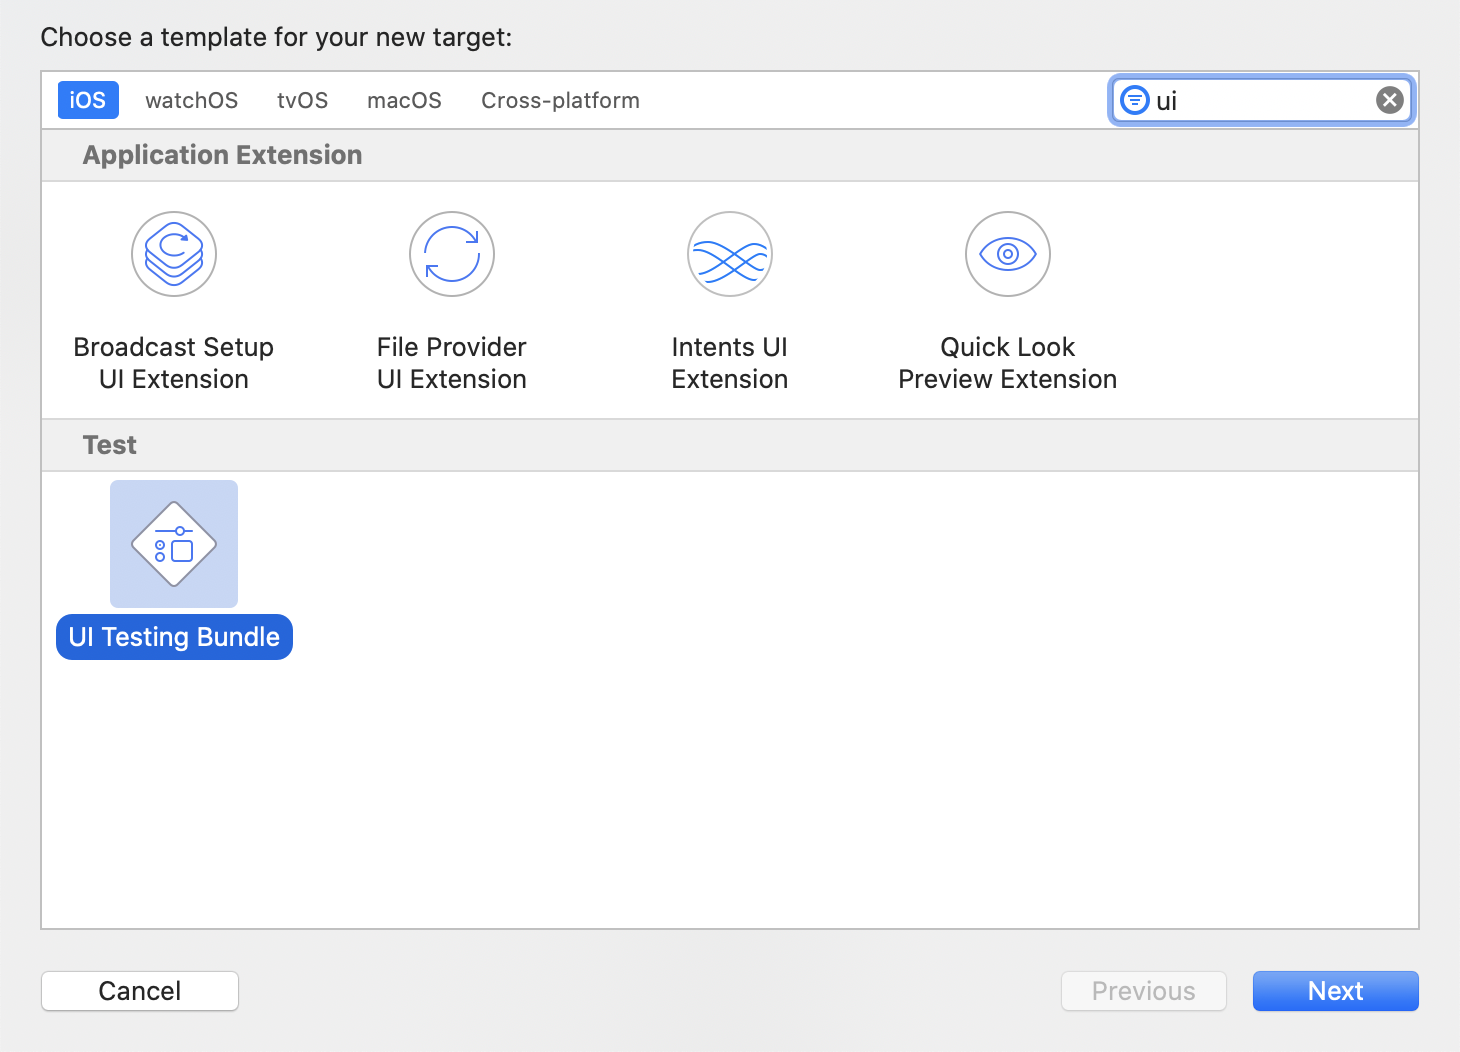 Choose a template for your new target:
iOS watchOS tvOS macOS Cross-platform ui
Application Extension
Broadcast Setup
UI Extension
File Provider
UI Extension
Intents UI
Extension
Quick Look
Preview Extension
Test
UI Testing Bundle
Cancel Previous Next